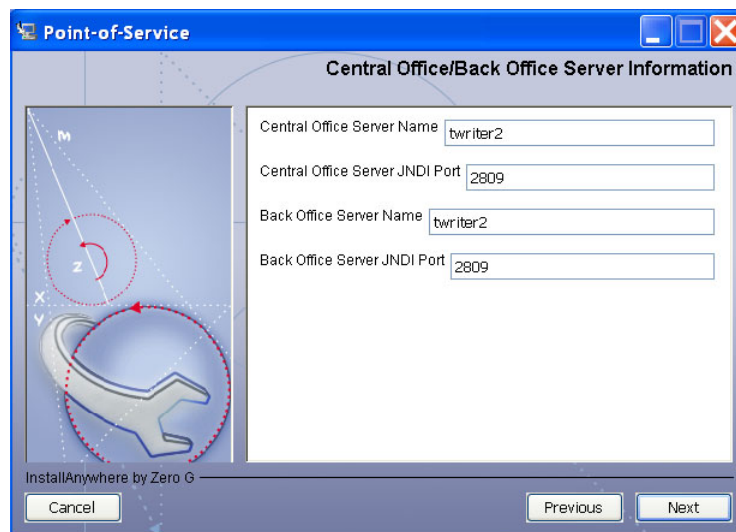 Point-of-Service
Central Office/Back Office Server Information
M
Z
X
Y
Central Office Server Name twriter2
Central Office Server JNDI Port 2809
Back Office Server Name twriter2
Back Office Server JNDI Port 2809
InstallAnywhere by Zero G
Cancel Previous Next